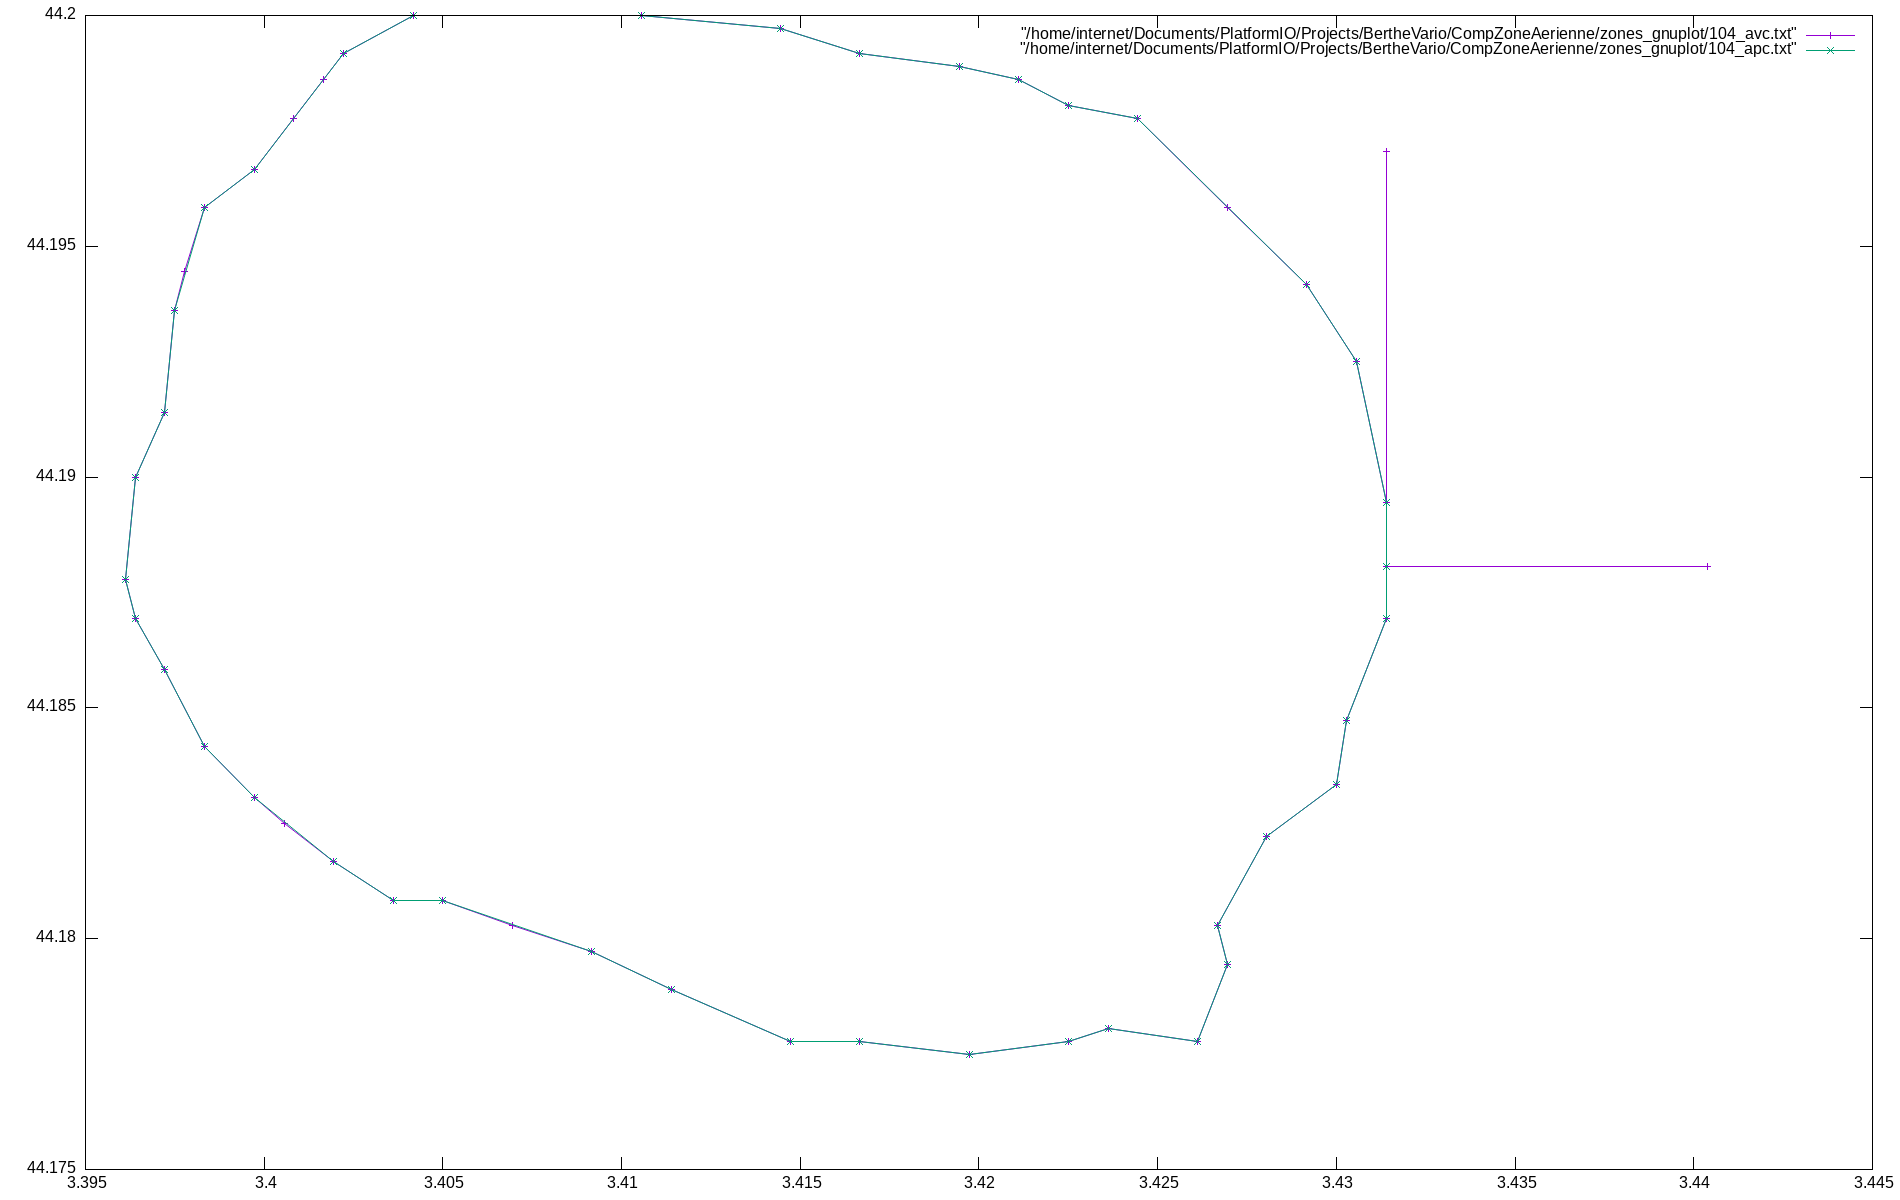 44.2
"/home/internet/Documents/PlatformIO/Projects/BertheVario/CompZoneAerienne/zones_gnuplot/104_avc.txt"
"/home/internet/Documents/PlatformIO/Projects/BertheVario/CompZoneAerienne/zones_gnuplot/104_apc.txt"
44.195
44.19
44.185
44.18
44.175
3.395 3.4 3.405 3.41 3.415 3.42 3.425 3.43 3.435 3.44 3.445